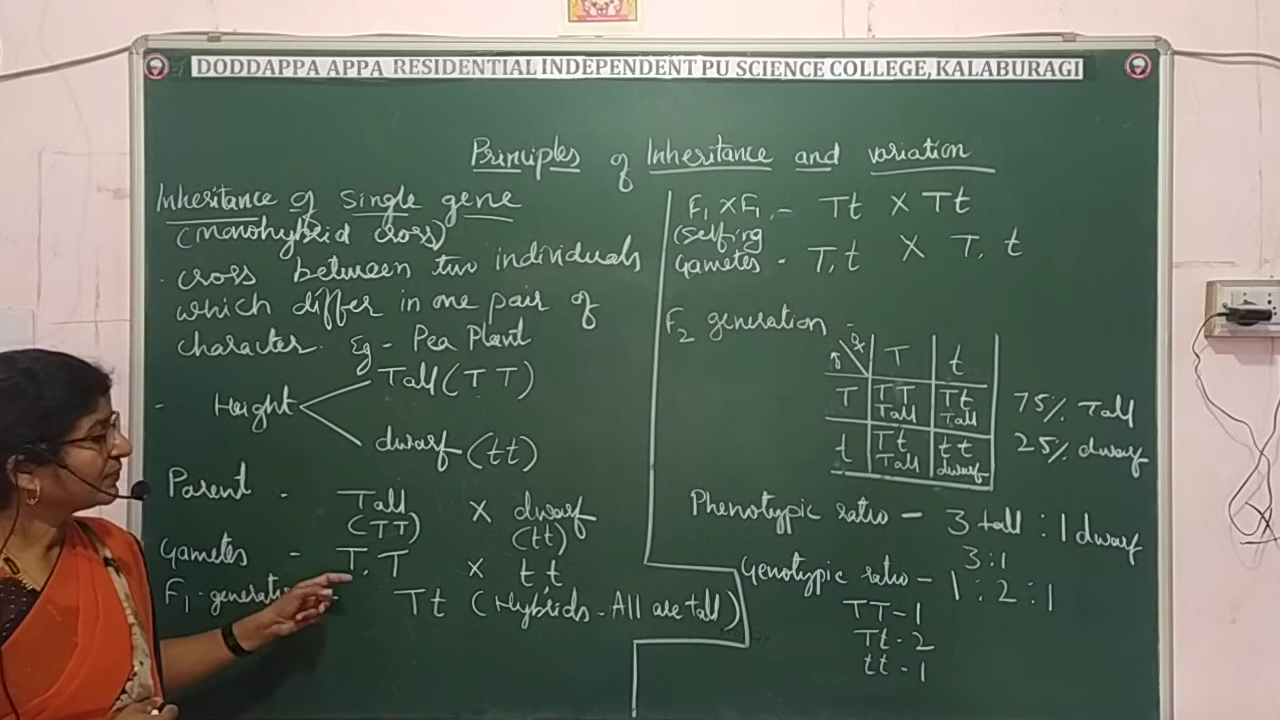 DODDAPPA APPA RESIDENTIAL INDEPENDENT PU SCIENCE COLLEGE, KALABURAGI
Principles of Inheritance and variation
Inheritance of single gene
(Monohybrid cross)
. cross between two individuals
which differ in one pair of
character. Eg - Pea Plant
- Height
Tall (TT)
dwarf (tt)
Parent - Tall X dwarf
(TT) (tt)
Gametes - T, T X t, t
F1-generation
Tt (Hybrids - All are tall)
F1 X F1 - Tt X Tt
(selfing
Gametes - T, t X T, t
F2 generation -
♂ ♀ T t
T TT Tt
Tall Tall
t Tt tt
Tall dwarf
75% Tall
25% dwarf
Phenotypic ratio - 3 tall : 1 dwarf
3:1
Genotypic ratio - 1 : 2 : 1
TT - 1
Tt - 2
tt - 1